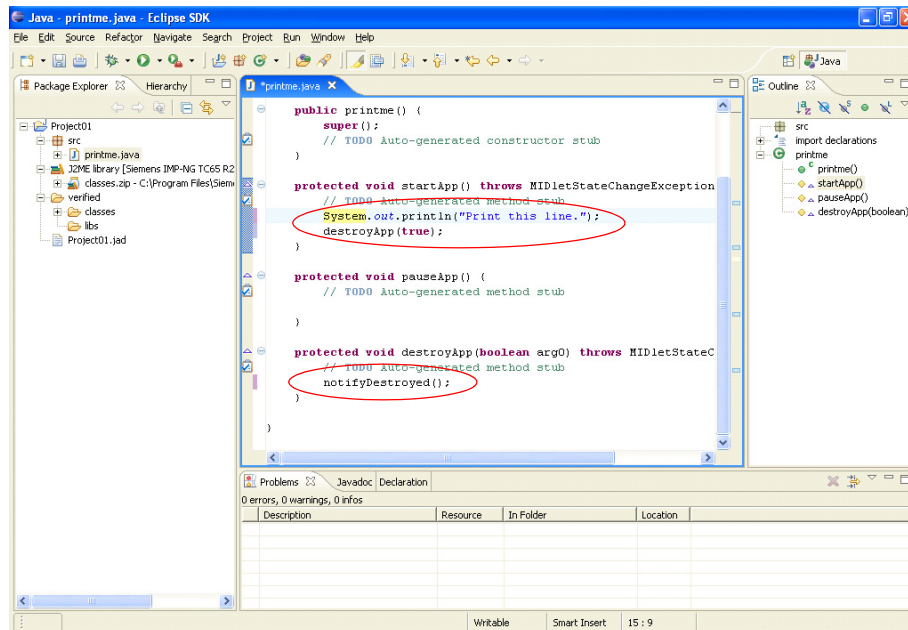 Java - printme.java - Eclipse SDK
File Edit Source Refactor Navigate Search Project Run Window Help
Java
Package Explorer
Hierarchy
Project01
src
printme.java
J2ME library [Siemens IMP-NG TC65 R2
classes.zip - C:\Program Files\Siem
verified
classes
libs
Project01.jad
*printme.java
public printme() {
super();
// TODO Auto-generated constructor stub
}
protected void startApp() throws MIDletStateChangeException
// TODO Auto-generated method stub
System.out.println("Print this line.");
destroyApp(true);
}
protected void pauseApp() {
// TODO Auto-generated method stub
}
protected void destroyApp(boolean arg0) throws MIDletStateC
// TODO Auto-generated method stub
notifyDestroyed();
}
}
Outline
src
import declarations
printme
printme()
startApp()
pauseApp()
destroyApp(boolean)
Problems Javadoc Declaration
0 errors, 0 warnings, 0 infos
Description Resource In Folder Location
Writable Smart Insert 15 : 9